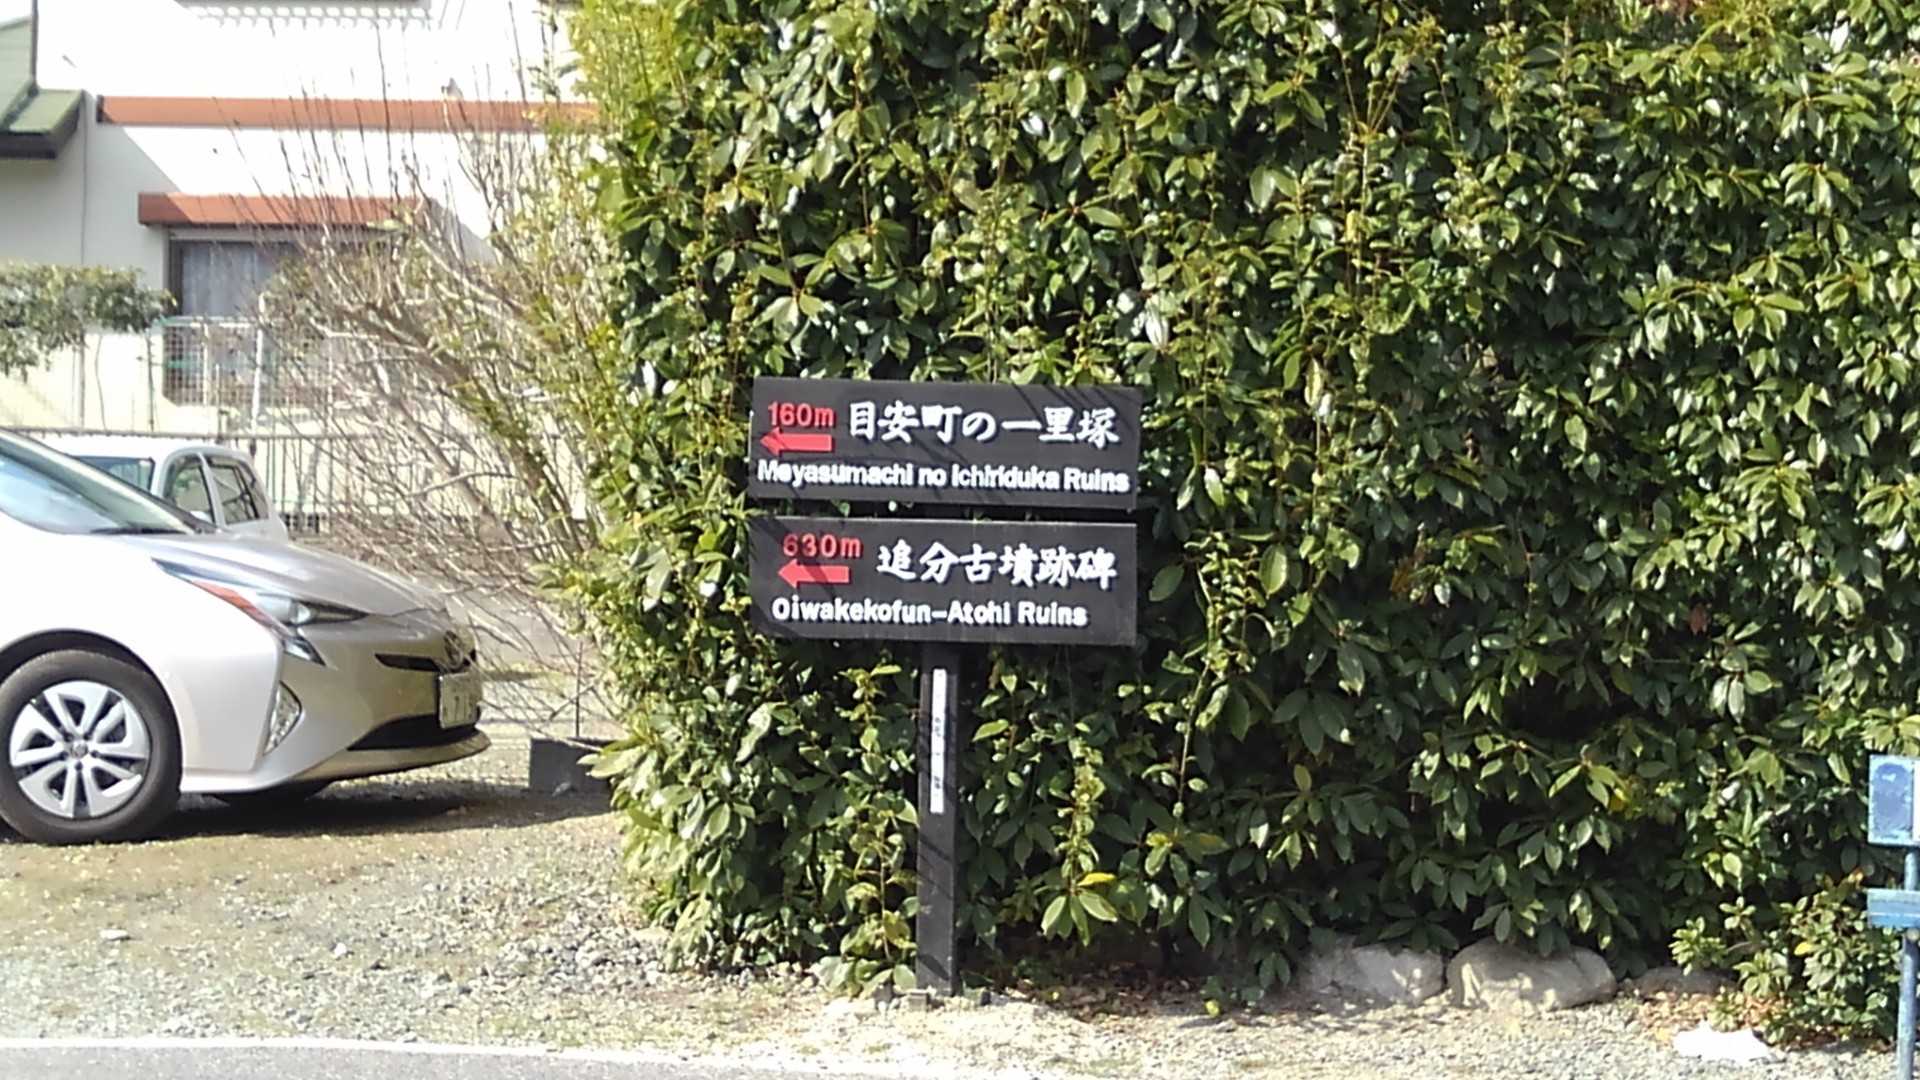 160m 目安町の一里塚
Meyasumachi no Ichiriduka Ruins
630m 追分古墳跡碑
Oiwakekofun-Atohi Ruins